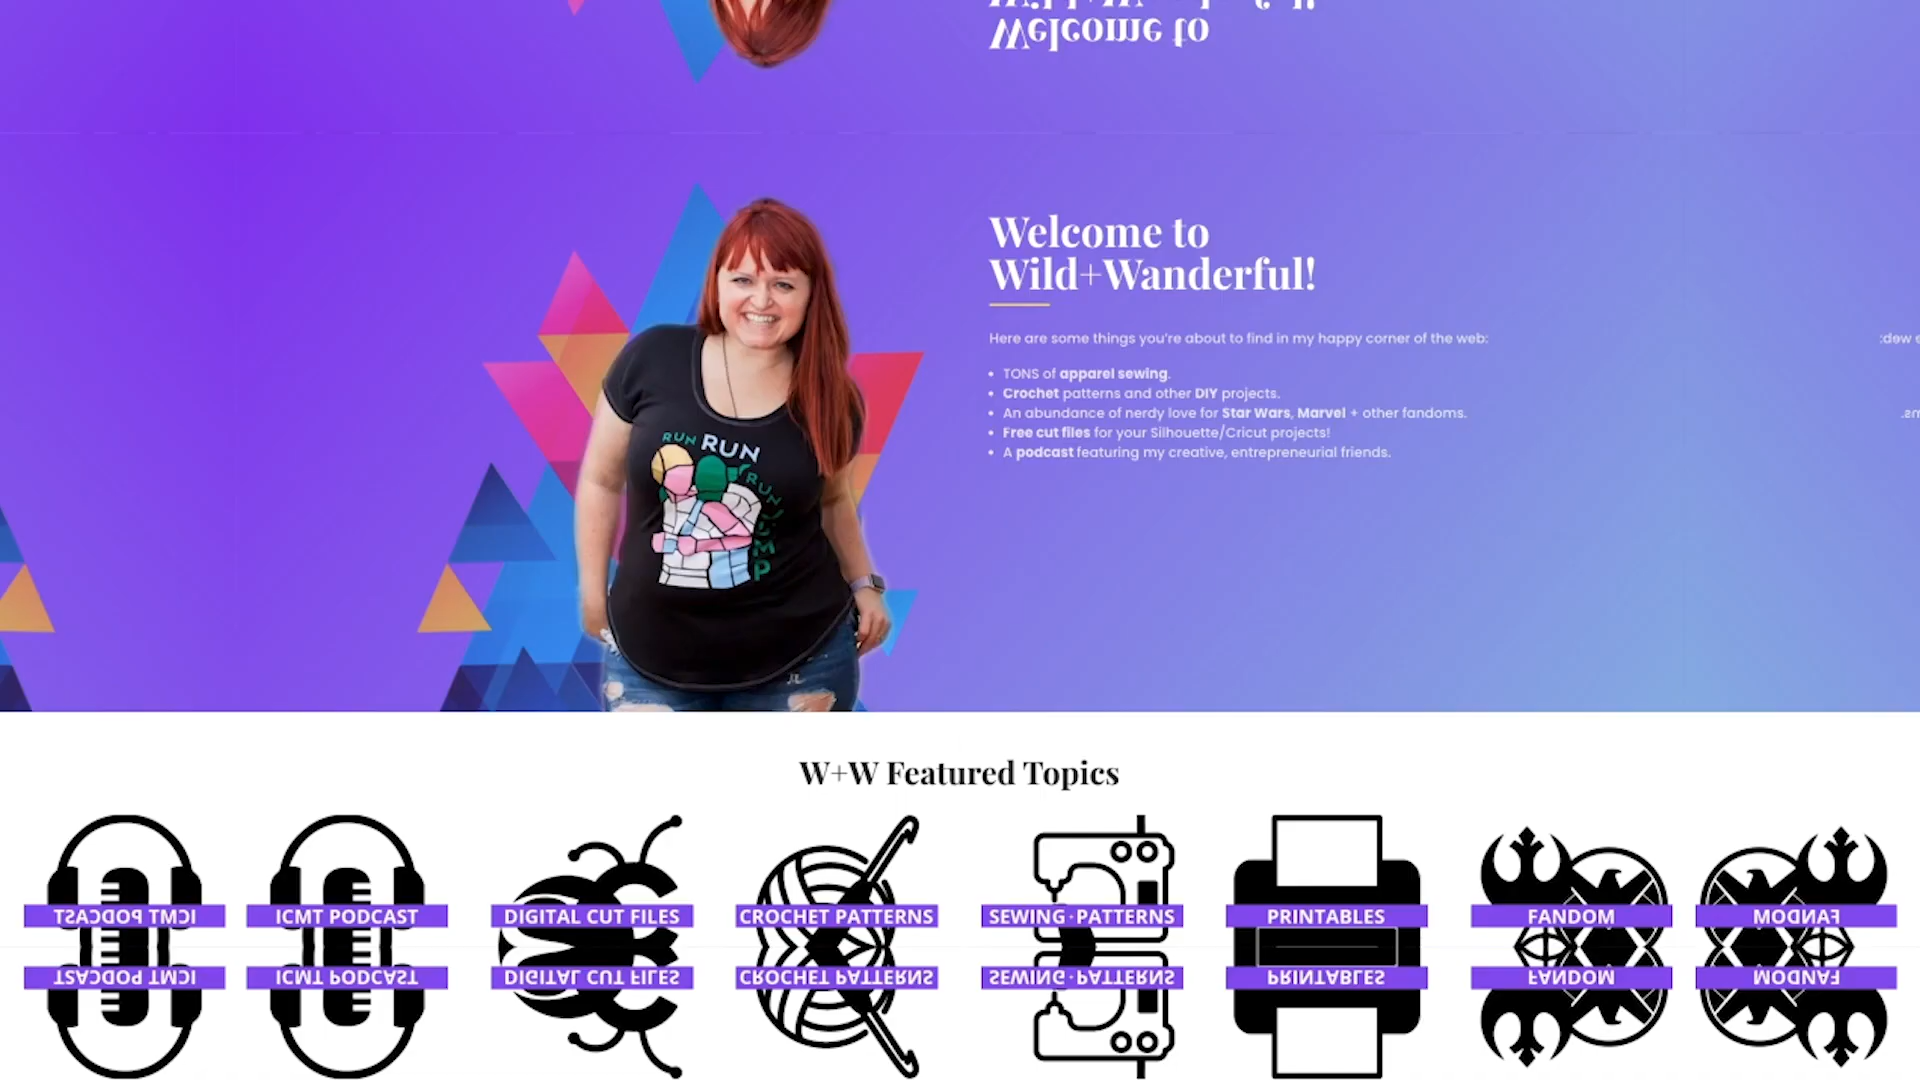 Welcome to
Welcome to
Wild+Wanderful!
Here are some things you're about to find in my happy corner of the web:
• TONS of apparel sewing.
• Crochet patterns and other DIY projects.
• An abundance of nerdy love for Star Wars, Marvel + other fandoms.
• Free cut files for your Silhouette/Cricut projects!
• A podcast featuring my creative, entrepreneurial friends.
RUN RUN
RUN
JUMP
W+W Featured Topics
ICMT PODCAST
ICMT PODCAST
DIGITAL CUT FILES
CROCHET PATTERNS
SEWING·PATTERNS
PRINTABLES
FANDOM
FANDOM
ICMT PODCAST
ICMT PODCAST
DIGITAL CUT FILES
CROCHET PATTERNS
SEWING·PATTERNS
PRINTABLES
FANDOM
FANDOM